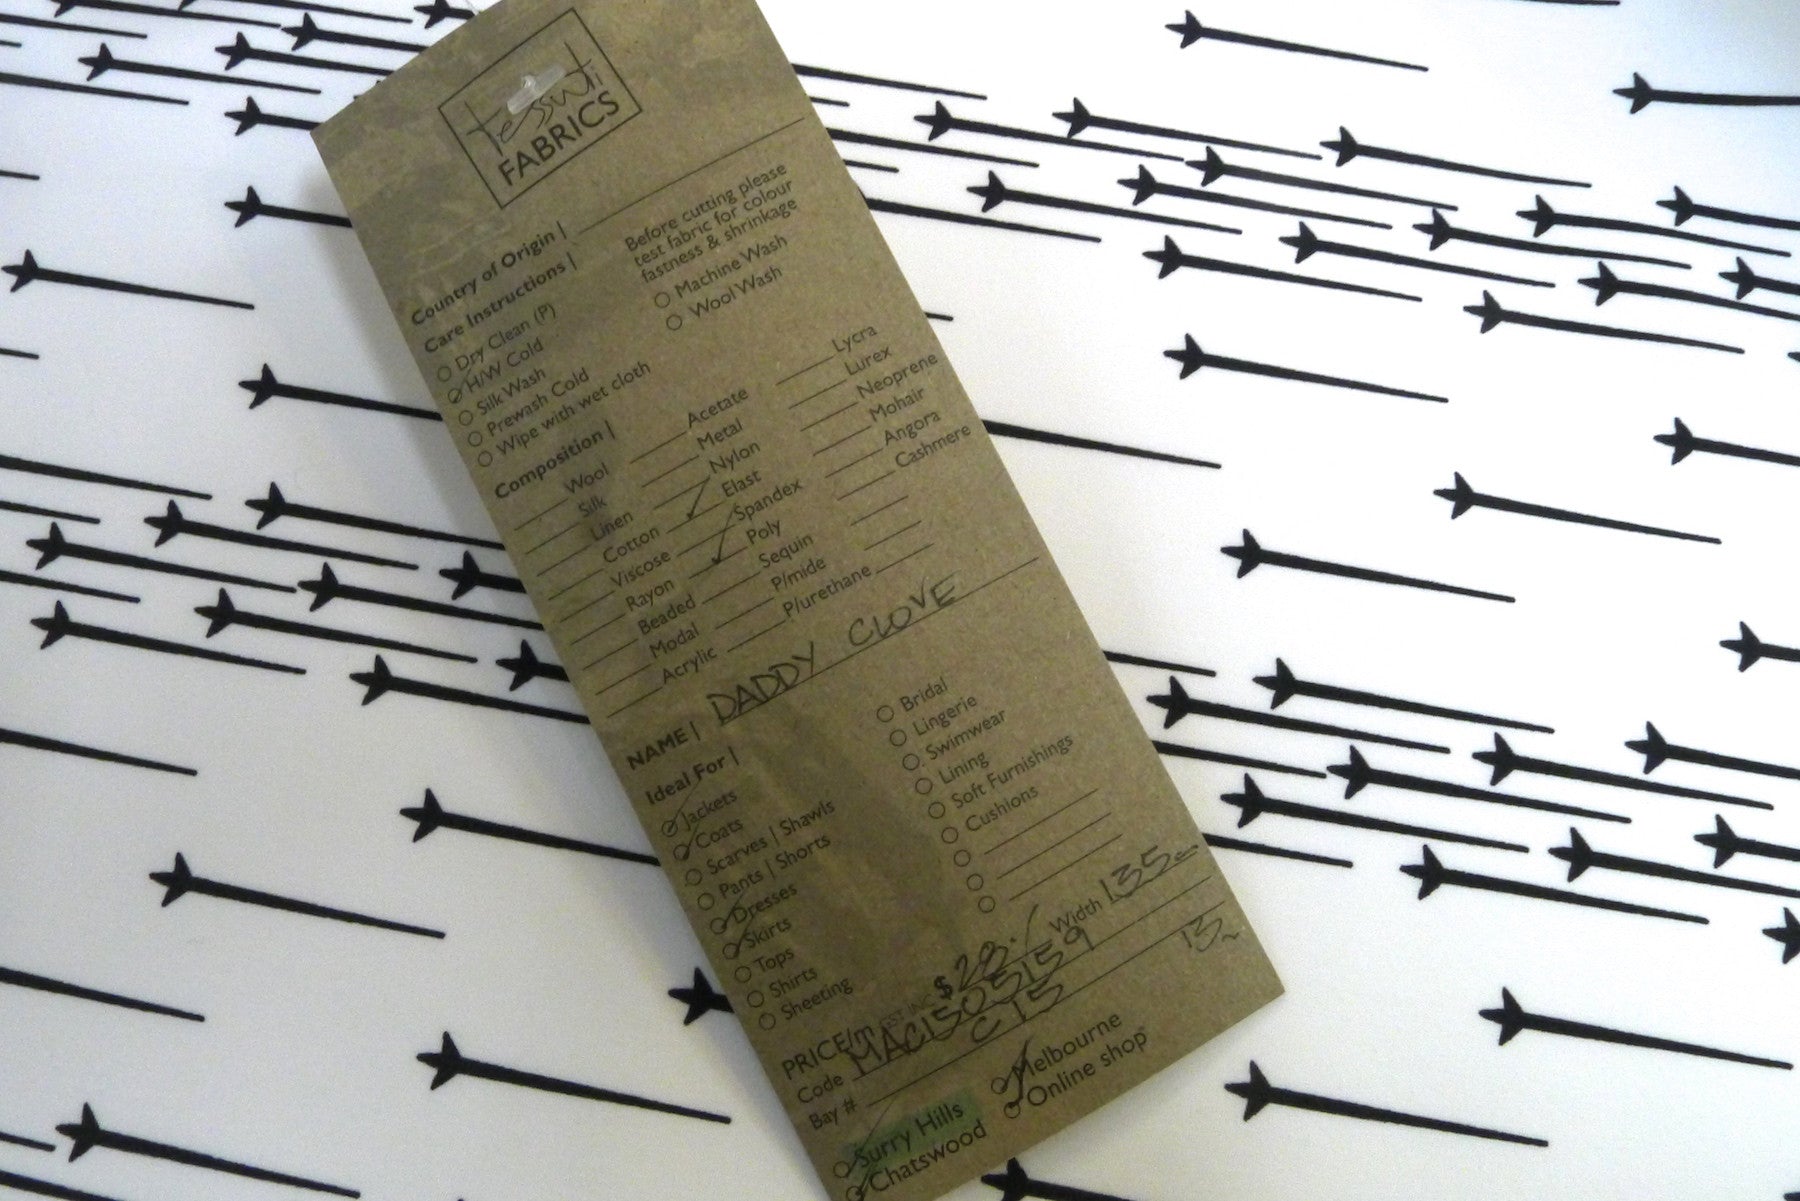 tessuti
FABRICS
Country of Origin |
Care Instructions |
Dry Clean (P)
H/W Cold
Silk Wash
Prewash Cold
Wipe with wet cloth
Before cutting please
test fabric for colour
fastness & shrinkage
Machine Wash
Wool Wash
Composition |
Wool
Silk
Linen
Cotton
Viscose
Rayon
Beaded
Modal
Acrylic
Acetate
Metal
Nylon
Elast
Spandex
Poly
Sequin
P/mide
P/urethane
Lycra
Lurex
Neoprene
Mohair
Angora
Cashmere
NAME | DADDY CLOVE
Ideal For |
Jackets
Coats
Scarves | Shawls
Pants | Shorts
Dresses
Skirts
Tops
Shirts
Sheeting
Bridal
Lingerie
Swimwear
Lining
Soft Furnishings
Cushions
PRICE/m GST INC $ Width 135cm
Code MAC1505159
Bay # C15
Surry Hills
Chatswood
Melbourne
Online shop